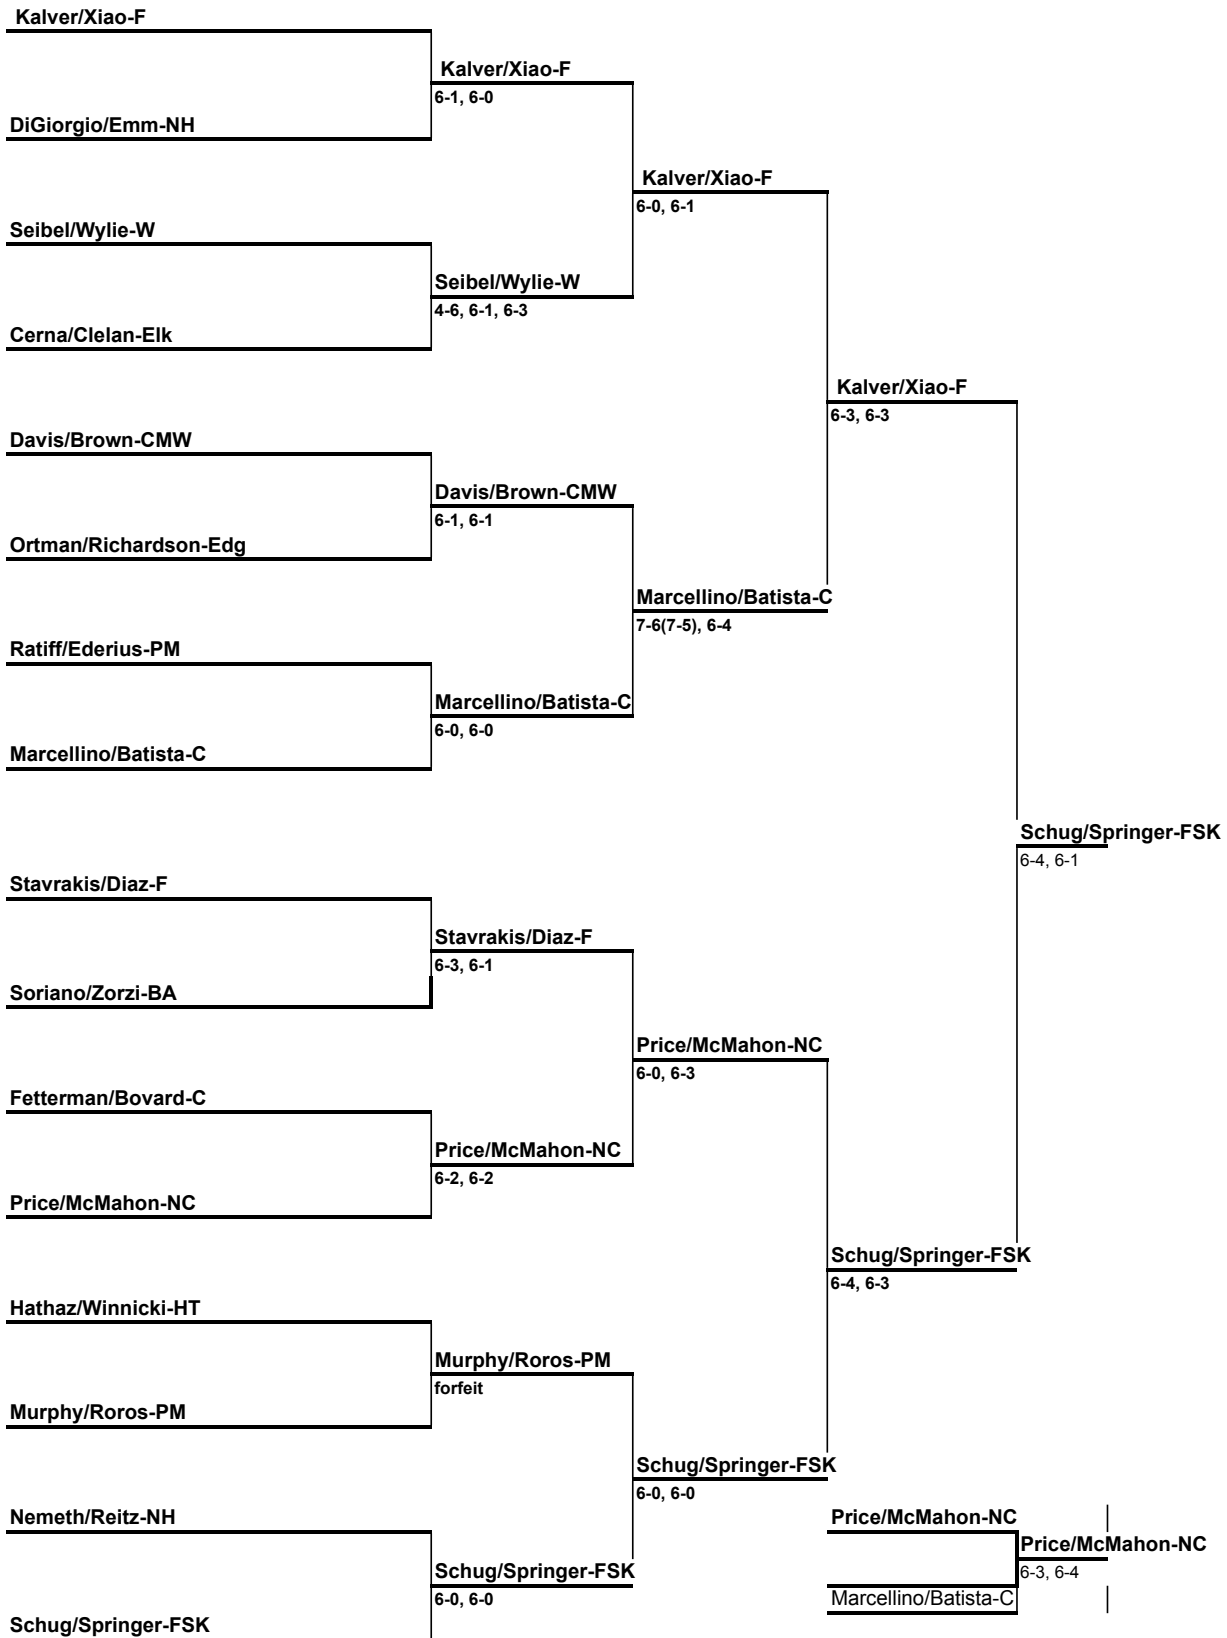 Kalver/Xiao-F
Kalver/Xiao-F
6-1, 6-0
DiGiorgio/Emm-NH
Kalver/Xiao-F
6-0, 6-1
Seibel/Wylie-W
Seibel/Wylie-W
4-6, 6-1, 6-3
Cerna/Clelan-Elk
Kalver/Xiao-F
6-3, 6-3
Davis/Brown-CMW
Davis/Brown-CMW
6-1, 6-1
Ortman/Richardson-Edg
Marcellino/Batista-C
7-6(7-5), 6-4
Ratiff/Ederius-PM
Marcellino/Batista-C
6-0, 6-0
Marcellino/Batista-C
Schug/Springer-FSK
6-4, 6-1
Stavrakis/Diaz-F
Stavrakis/Diaz-F
6-3, 6-1
Soriano/Zorzi-BA
Price/McMahon-NC
6-0, 6-3
Fetterman/Bovard-C
Price/McMahon-NC
6-2, 6-2
Price/McMahon-NC
Schug/Springer-FSK
6-4, 6-3
Hathaz/Winnicki-HT
Murphy/Roros-PM
forfeit
Murphy/Roros-PM
Schug/Springer-FSK
6-0, 6-0
Nemeth/Reitz-NH
Price/McMahon-NC
Price/McMahon-NC
6-3, 6-4
Schug/Springer-FSK
6-0, 6-0
Marcellino/Batista-C
Schug/Springer-FSK